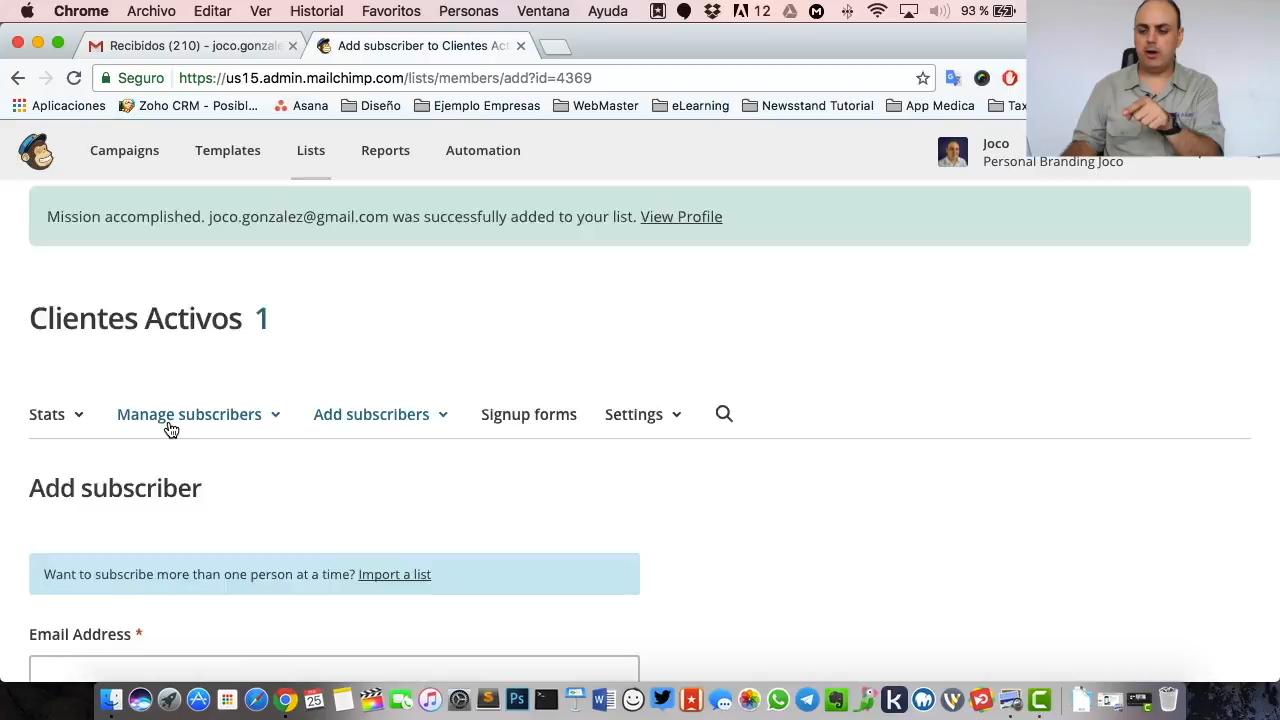 Chrome Archivo Editar Ver Historial Favoritos Personas Ventana Ayuda 12 93 %
Recibidos (210) - joco.gonzale Add subscriber to Clientes Act
Seguro https://us15.admin.mailchimp.com/lists/members/add?id=4369
Aplicaciones Zoho CRM - Posibl... Asana Diseño Ejemplo Empresas WebMaster eLearning Newsstand Tutorial App Medica Tax
Campaigns Templates Lists Reports Automation Joco
Personal Branding Joco
Mission accomplished. joco.gonzalez@gmail.com was successfully added to your list. View Profile
Clientes Activos 1
Stats Manage subscribers Add subscribers Signup forms Settings
Add subscriber
Want to subscribe more than one person at a time? Import a list
Email Address *
25